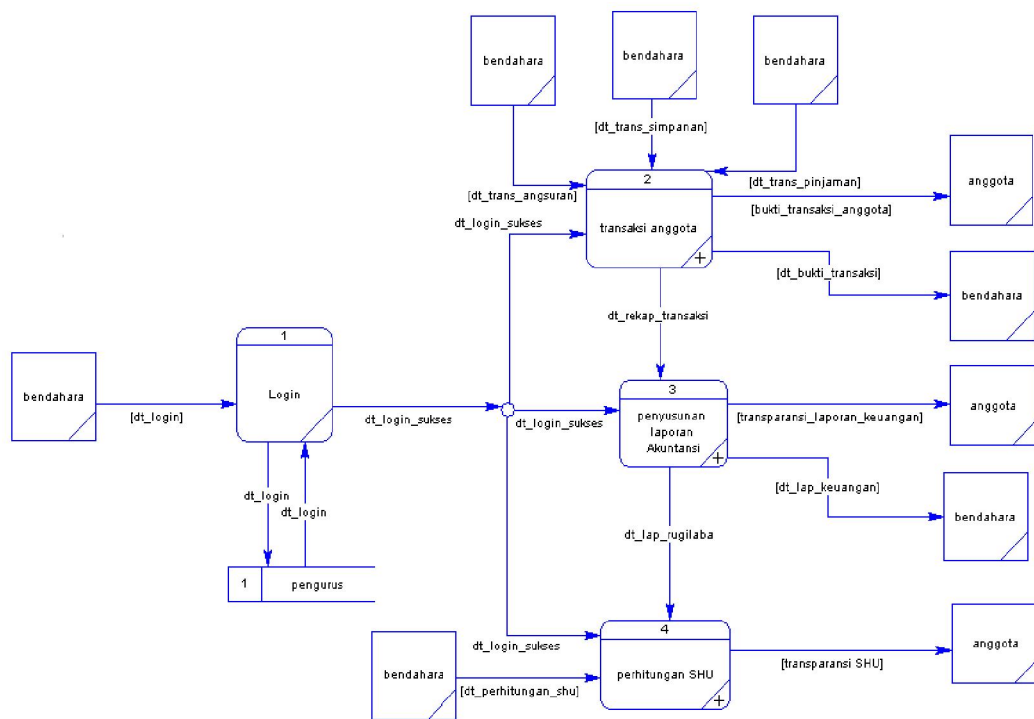 bendahara
bendahara
bendahara
[dt_trans_simpanan]
2
[dt_trans_angsuran]
[dt_trans_pinjaman]
anggota
[bukti_transaksi_anggota]
dt_login_sukses
transaksi anggota
[dt_bukti_transaksi]
bendahara
dt_rekap_transaksi
1
Login
bendahara
[dt_login]
dt_login_sukses
dt_login_sukses
3
penyusunan
laporan
Akuntansi
[transparansi_laporan_keuangan]
anggota
[dt_lap_keuangan]
bendahara
dt_login
dt_login
dt_lap_rugilaba
1
pengurus
4
dt_login_sukses
bendahara
[dt_perhitungan_shu]
perhitungan SHU
[transparansi SHU]
anggota